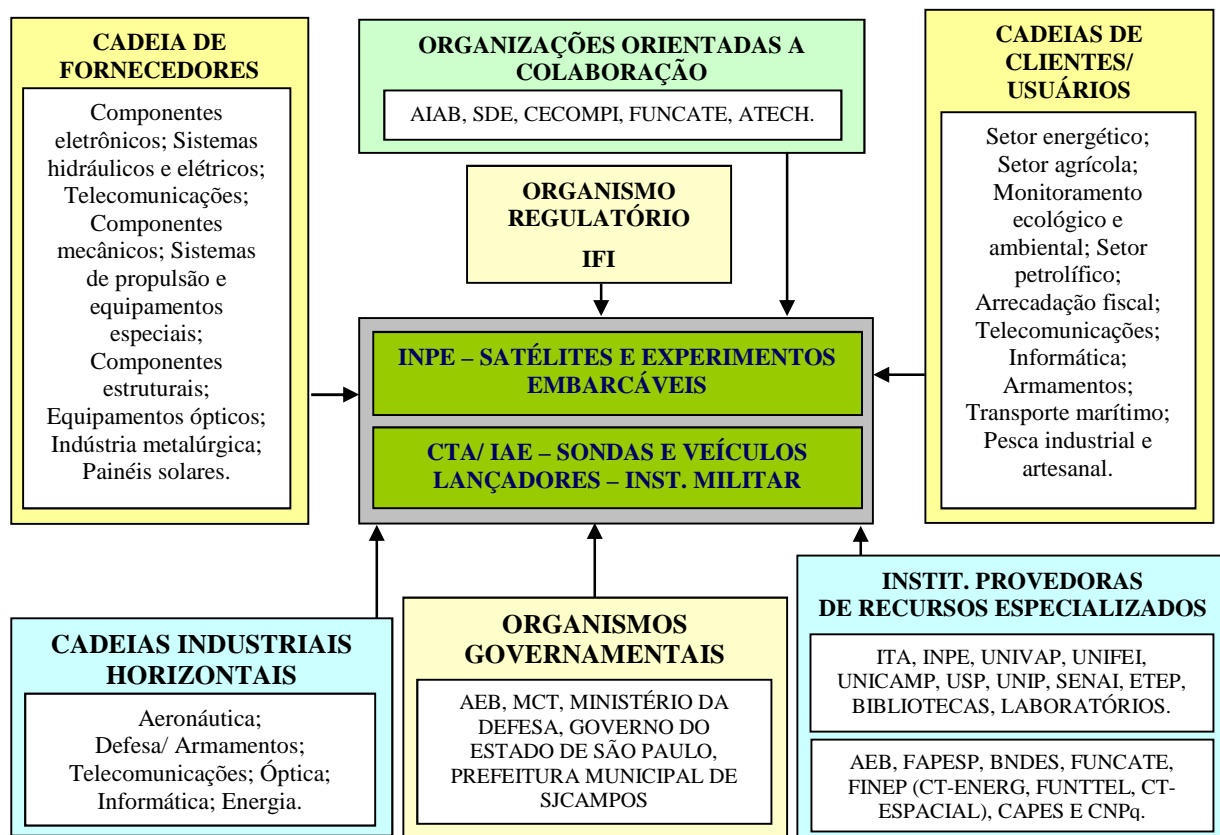 CADEIA DE
FORNECEDORES
Componentes
eletrônicos; Sistemas
hidráulicos e elétricos;
Telecomunicações;
Componentes
mecânicos; Sistemas
de propulsão e
equipamentos
especiais;
Componentes
estruturais;
Equipamentos ópticos;
Indústria metalúrgica;
Painéis solares.
ORGANIZAÇÕES ORIENTADAS A
COLABORAÇÃO
AIAB, SDE, CECOMPI, FUNCATE, ATECH.
ORGANISMO
REGULATÓRIO
IFI
CADEIAS DE
CLIENTES/
USUÁRIOS
Setor energético;
Setor agrícola;
Monitoramento
ecológico e
ambiental; Setor
petrolífico;
Arrecadação fiscal;
Telecomunicações;
Informática;
Armamentos;
Transporte marítimo;
Pesca industrial e
artesanal.
INPE – SATÉLITES E EXPERIMENTOS
EMBARCÁVEIS
CTA/ IAE – SONDAS E VEÍCULOS
LANÇADORES – INST. MILITAR
CADEIAS INDUSTRIAIS
HORIZONTAIS
Aeronáutica;
Defesa/ Armamentos;
Telecomunicações; Óptica;
Informática; Energia.
ORGANISMOS
GOVERNAMENTAIS
AEB, MCT, MINISTÉRIO DA
DEFESA, GOVERNO DO
ESTADO DE SÃO PAULO,
PREFEITURA MUNICIPAL DE
SJCAMPOS
INSTIT. PROVEDORAS
DE RECURSOS ESPECIALIZADOS
ITA, INPE, UNIVAP, UNIFEI,
UNICAMP, USP, UNIP, SENAI, ETEP,
BIBLIOTECAS, LABORATÓRIOS.
AEB, FAPESP, BNDES, FUNCATE,
FINEP (CT-ENERG, FUNTTEL, CT-
ESPACIAL), CAPES E CNPq.